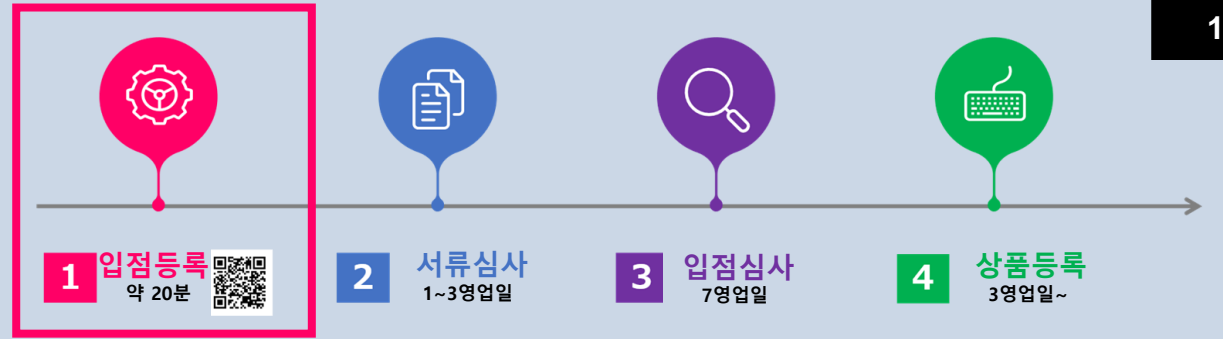 1
1 입점등록
약 20분
2 서류심사
1~3영업일
3 입점심사
7영업일
4 상품등록
3영업일~